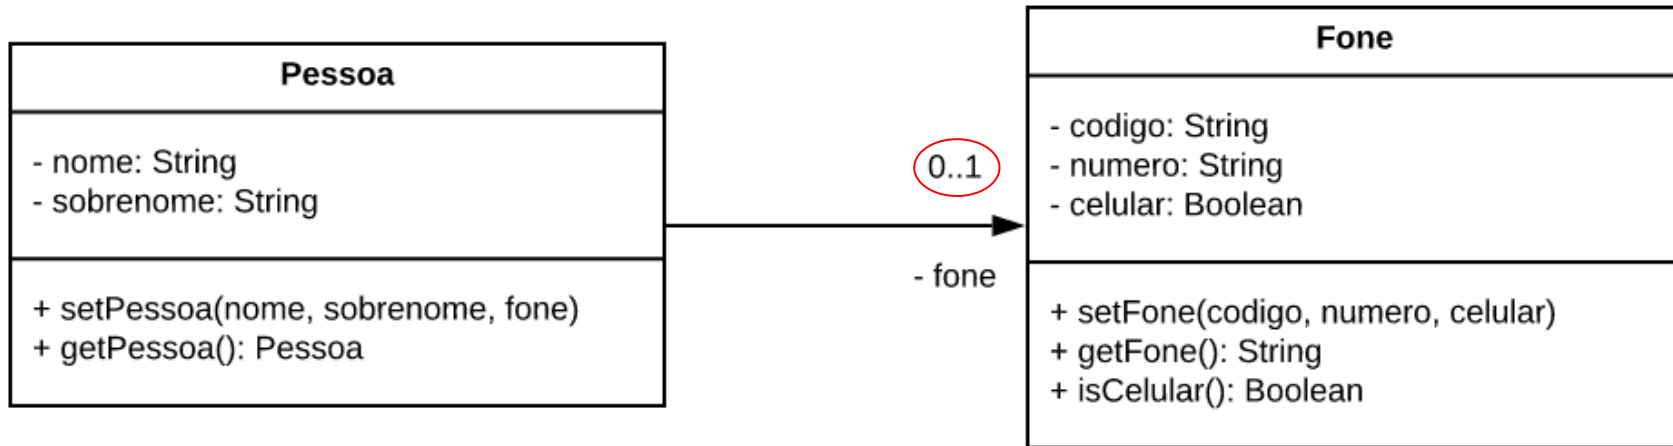 Pessoa
- nome: String
- sobrenome: String
+ setPessoa(nome, sobrenome, fone)
+ getPessoa(): Pessoa
0..1
- fone
Fone
- codigo: String
- numero: String
- celular: Boolean
+ setFone(codigo, numero, celular)
+ getFone(): String
+ isCelular(): Boolean